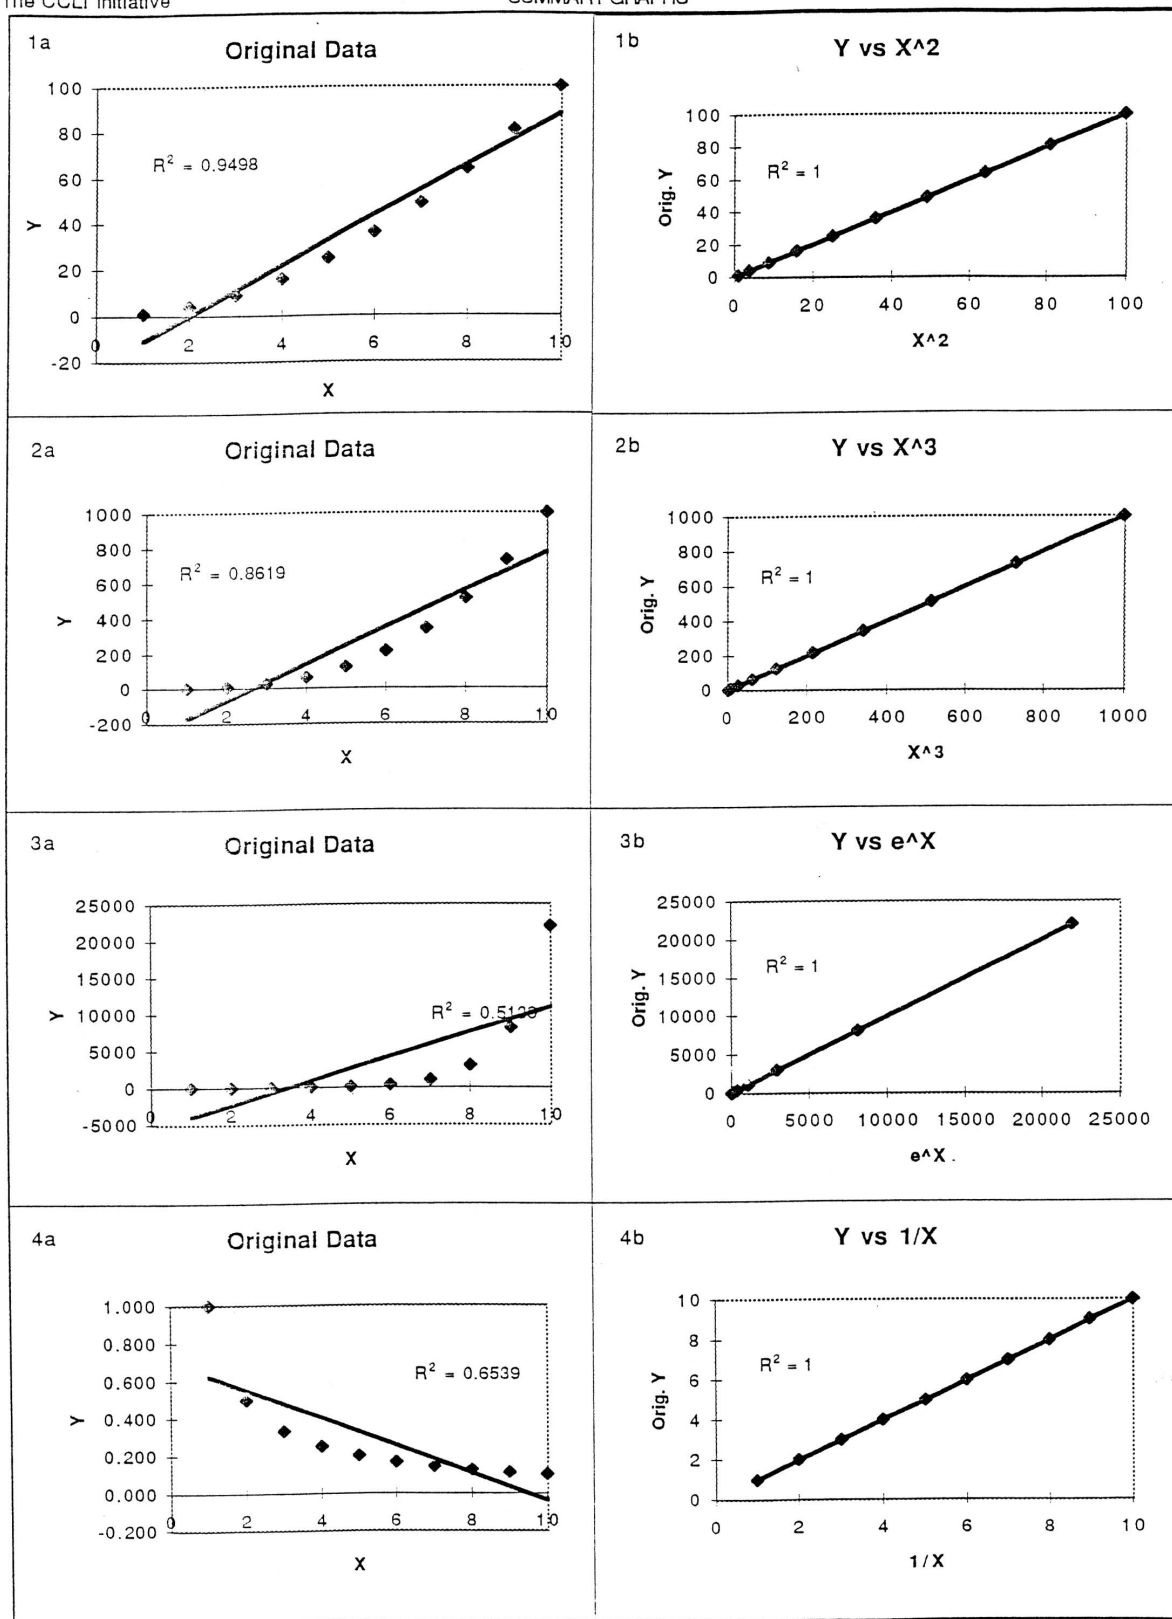 The CCLI Initiative
SUMMARY GRAPHS
1a
Original Data
100
80
60
40
20
0
-20
Y
R² = 0.9498
0 2 4 6 8 10
X
1b
Y vs X^2
100
80
60
40
20
0
Orig. Y
R² = 1
0 20 40 60 80 100
X^2
2a
Original Data
1000
800
600
400
200
0
-200
Y
R² = 0.8619
0 2 4 6 8 10
X
2b
Y vs X^3
1000
800
600
400
200
0
Orig. Y
R² = 1
0 200 400 600 800 1000
X^3
3a
Original Data
25000
20000
15000
10000
5000
0
-5000
Y
0 2 4 6 8 10
X
3b
Y vs e^X
25000
20000
15000
10000
5000
0
Orig. Y
R² = 1
0 5000 10000 15000 20000 25000
e^X
4a
Original Data
1.000
0.800
0.600
0.400
0.200
0.000
-0.200
Y
R² = 0.6539
0 2 4 6 8 10
X
4b
Y vs 1/X
10
8
6
4
2
0
Orig. Y
R² = 1
0 2 4 6 8 10
1/X